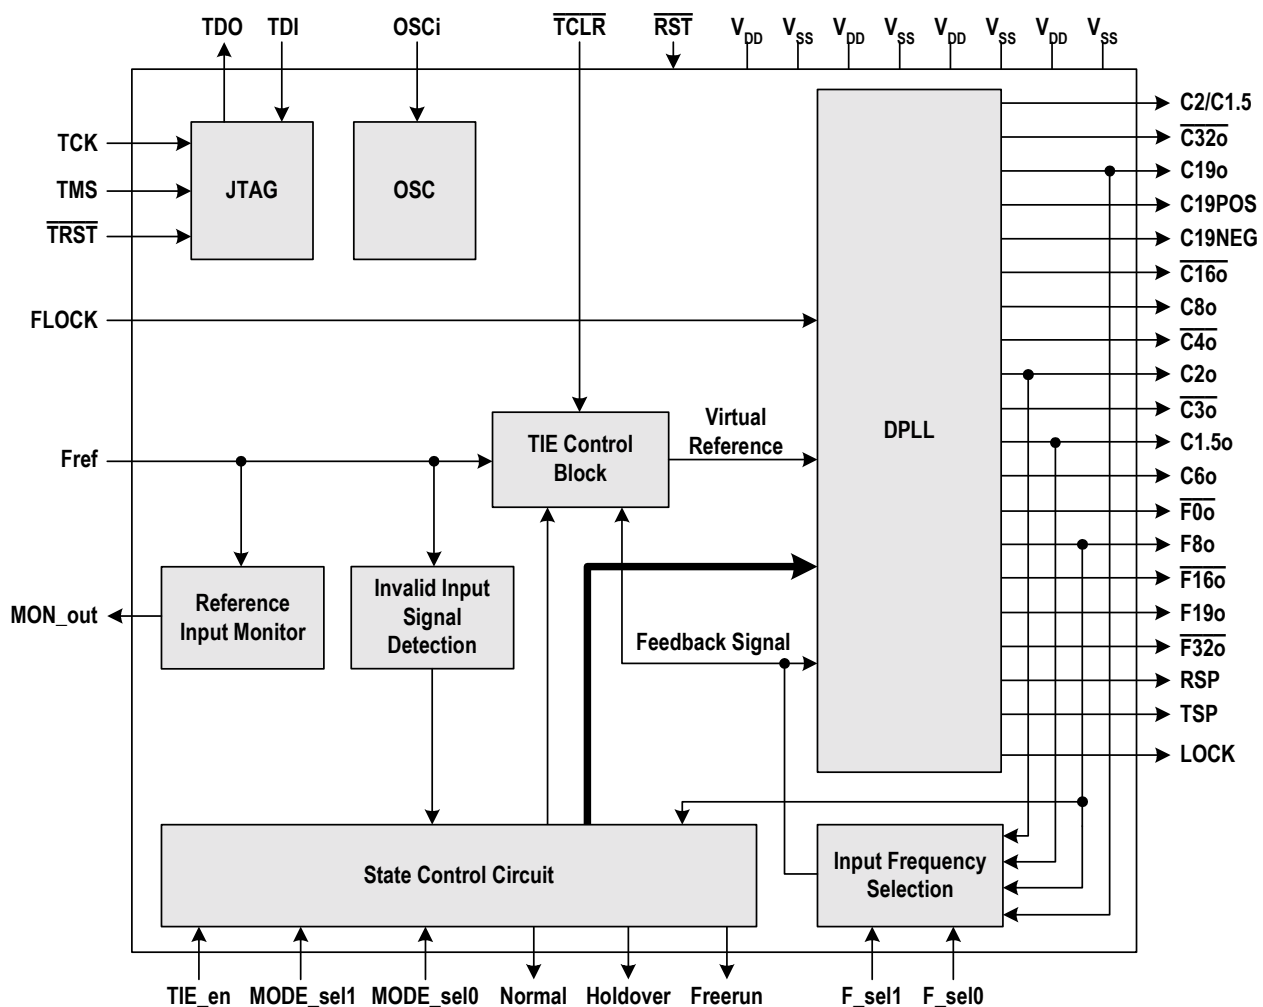 TDO TDI OSCi TCLR RST VDD VSS VDD VSS VDD VSS VDD VSS
C2/C1.5
C32o
C19o
C19POS
C19NEG
C16o
C8o
C4o
C2o
C3o
C1.5o
C6o
F0o
F8o
F16o
F19o
F32o
RSP
TSP
LOCK
TCK
TMS
TRST
JTAG
OSC
FLOCK
Fref
TIE Control
Block
Virtual
Reference
DPLL
MON_out
Reference
Input Monitor
Invalid Input
Signal
Detection
Feedback Signal
State Control Circuit
Input Frequency
Selection
TIE_en MODE_sel1 MODE_sel0 Normal Holdover Freerun F_sel1 F_sel0